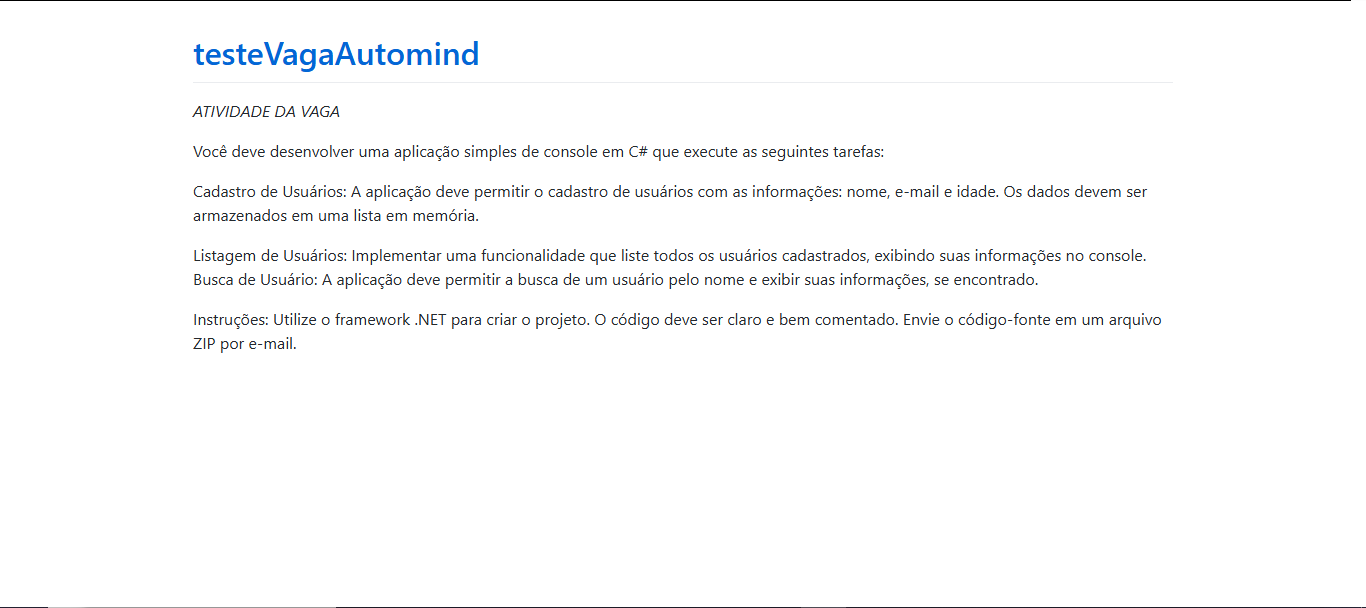 testeVagaAutomind
ATIVIDADE DA VAGA
Você deve desenvolver uma aplicação simples de console em C# que execute as seguintes tarefas:
Cadastro de Usuários: A aplicação deve permitir o cadastro de usuários com as informações: nome, e-mail e idade. Os dados devem ser
armazenados em uma lista em memória.
Listagem de Usuários: Implementar uma funcionalidade que liste todos os usuários cadastrados, exibindo suas informações no console.
Busca de Usuário: A aplicação deve permitir a busca de um usuário pelo nome e exibir suas informações, se encontrado.
Instruções: Utilize o framework .NET para criar o projeto. O código deve ser claro e bem comentado. Envie o código-fonte em um arquivo
ZIP por e-mail.